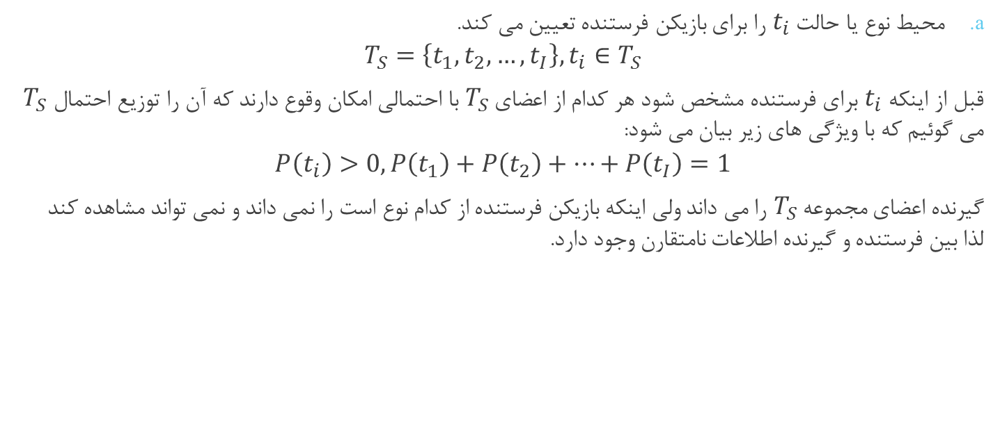 a. محیط نوع یا حالت t_i را برای بازیکن فرستنده تعیین می کند.
T_S = {t_1, t_2, … , t_I}, t_i ∈ T_S
قبل از اینکه t_i برای فرستنده مشخص شود هر کدام از اعضای T_S با احتمالی امکان وقوع دارند که آن را توزیع احتمال T_S
می گوئیم که با ویژگی های زیر بیان می شود:
P(t_i) > 0, P(t_1) + P(t_2) + ⋯ + P(t_I) = 1
گیرنده اعضای مجموعه T_S را می داند ولی اینکه بازیکن فرستنده از کدام نوع است را نمی داند و نمی تواند مشاهده کند
لذا بین فرستنده و گیرنده اطلاعات نامتقارن وجود دارد.